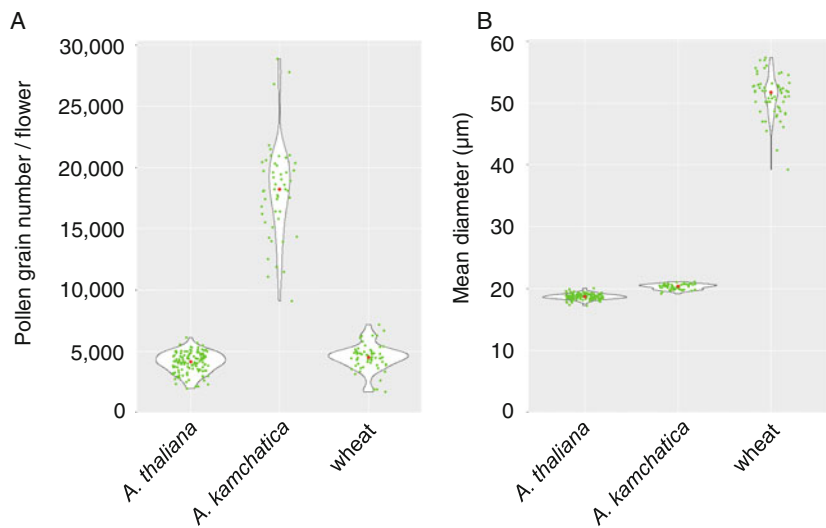 A
Pollen grain number / flower
30,000
25,000
20,000
15,000
10,000
5,000
0
A. thaliana
A. kamchatica
wheat
B
Mean diameter (μm)
60
50
40
30
20
10
0
A. thaliana
A. kamchatica
wheat